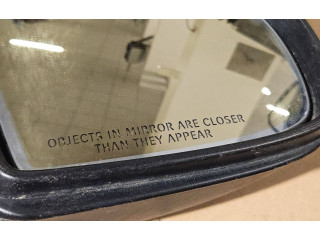 OBJECTS IN MIRROR ARE CLOSER
THAN THEY APPEAR